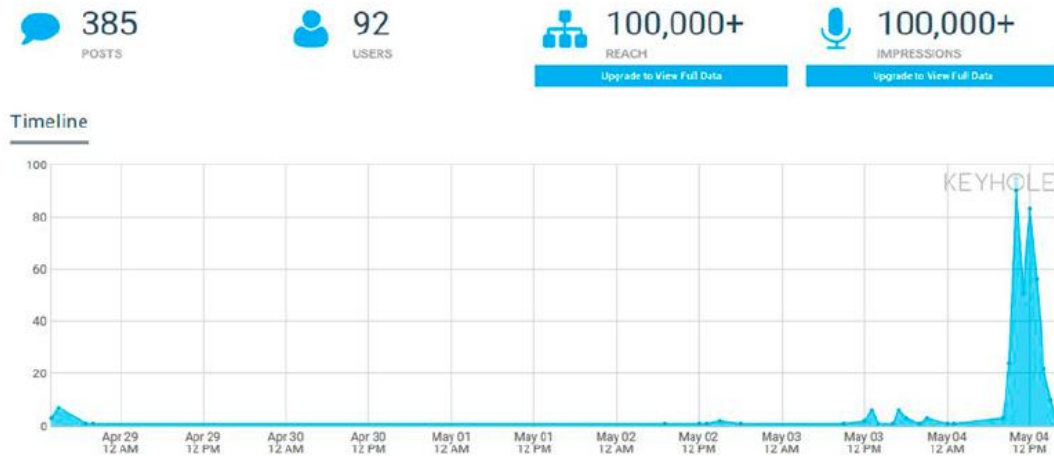 385
POSTS
92
USERS
100,000+
REACH
Upgrade to View Full Data
100,000+
IMPRESSIONS
Upgrade to View Full Data
Timeline
KEYHOLE
100
80
60
40
20
0
Apr 29 12 AM
Apr 29 12 PM
Apr 30 12 AM
Apr 30 12 PM
May 01 12 AM
May 01 12 PM
May 02 12 AM
May 02 12 PM
May 03 12 AM
May 03 12 PM
May 04 12 AM
May 04 12 PM